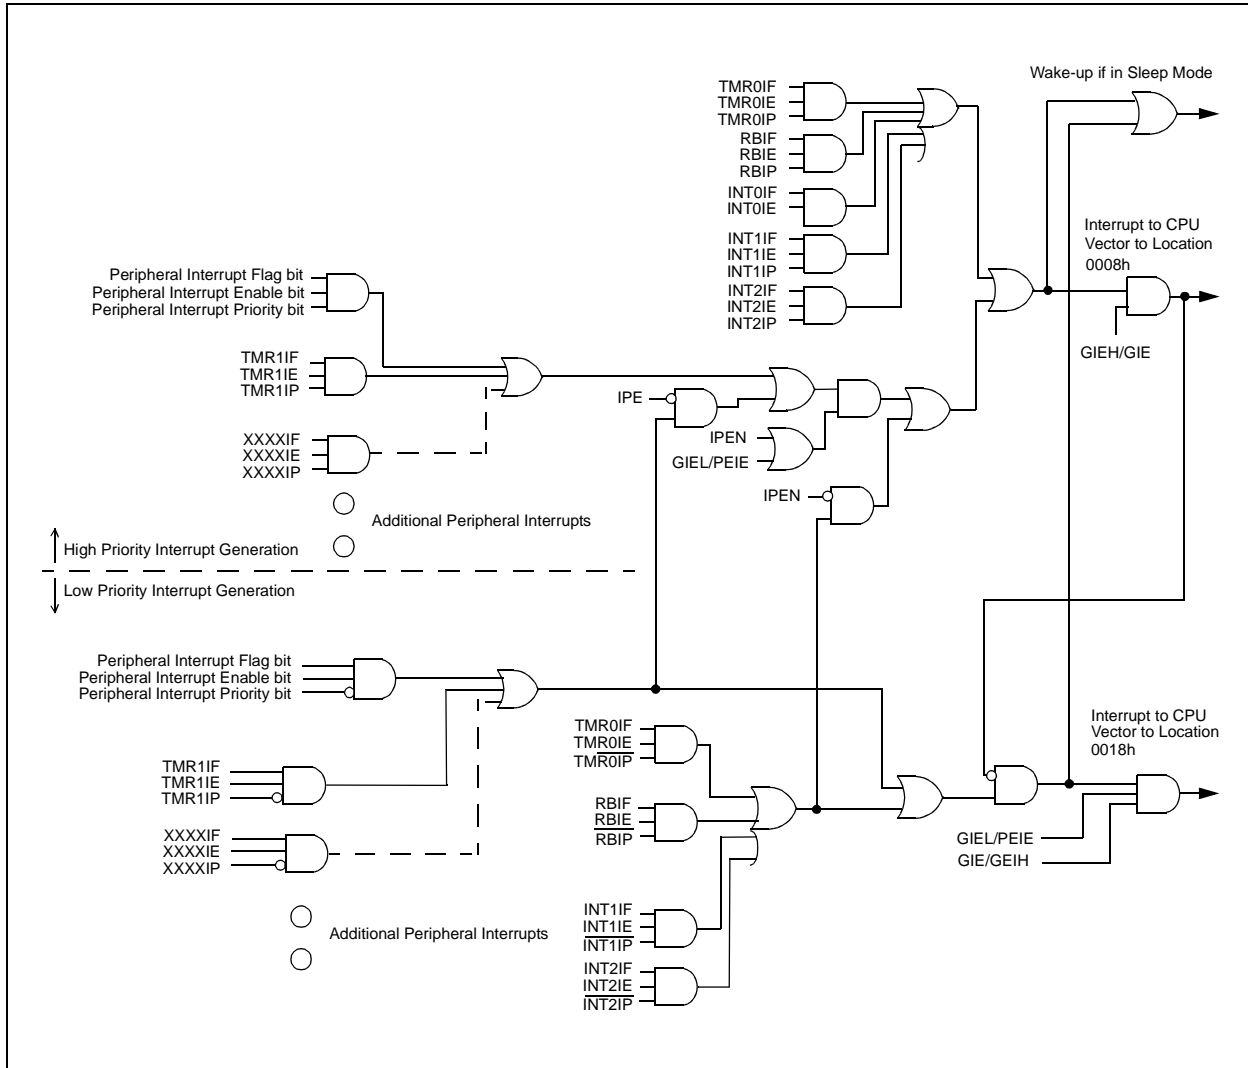 Wake-up if in Sleep Mode
TMR0IF
TMR0IE
TMR0IP
RBIF
RBIE
RBIP
INT0IF
INT0IE
INT1IF
INT1IE
INT1IP
INT2IF
INT2IE
INT2IP
Interrupt to CPU
Vector to Location
0008h
GIEH/GIE
Peripheral Interrupt Flag bit
Peripheral Interrupt Enable bit
Peripheral Interrupt Priority bit
TMR1IF
TMR1IE
TMR1IP
XXXXIF
XXXXIE
XXXXIP
IPE
IPEN
GIEL/PEIE
IPEN
Additional Peripheral Interrupts
High Priority Interrupt Generation
Low Priority Interrupt Generation
Peripheral Interrupt Flag bit
Peripheral Interrupt Enable bit
Peripheral Interrupt Priority bit
TMR1IF
TMR1IE
TMR1IP
XXXXIF
XXXXIE
XXXXIP
Additional Peripheral Interrupts
TMR0IF
TMR0IE
TMR0IP
RBIF
RBIE
RBIP
INT1IF
INT1IE
INT1IP
INT2IF
INT2IE
INT2IP
Interrupt to CPU
Vector to Location
0018h
GIEL/PEIE
GIE/GEIH